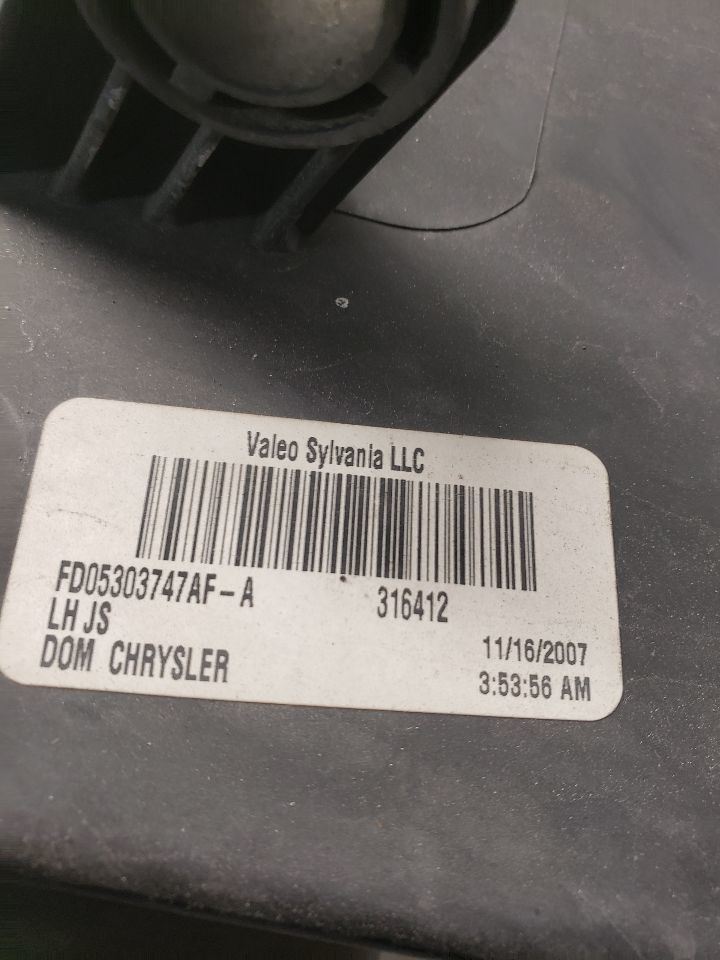 Valeo Sylvania LLC
FD05303747AF-A
316412
LH JS
11/16/2007
DOM CHRYSLER
3:53:56 AM